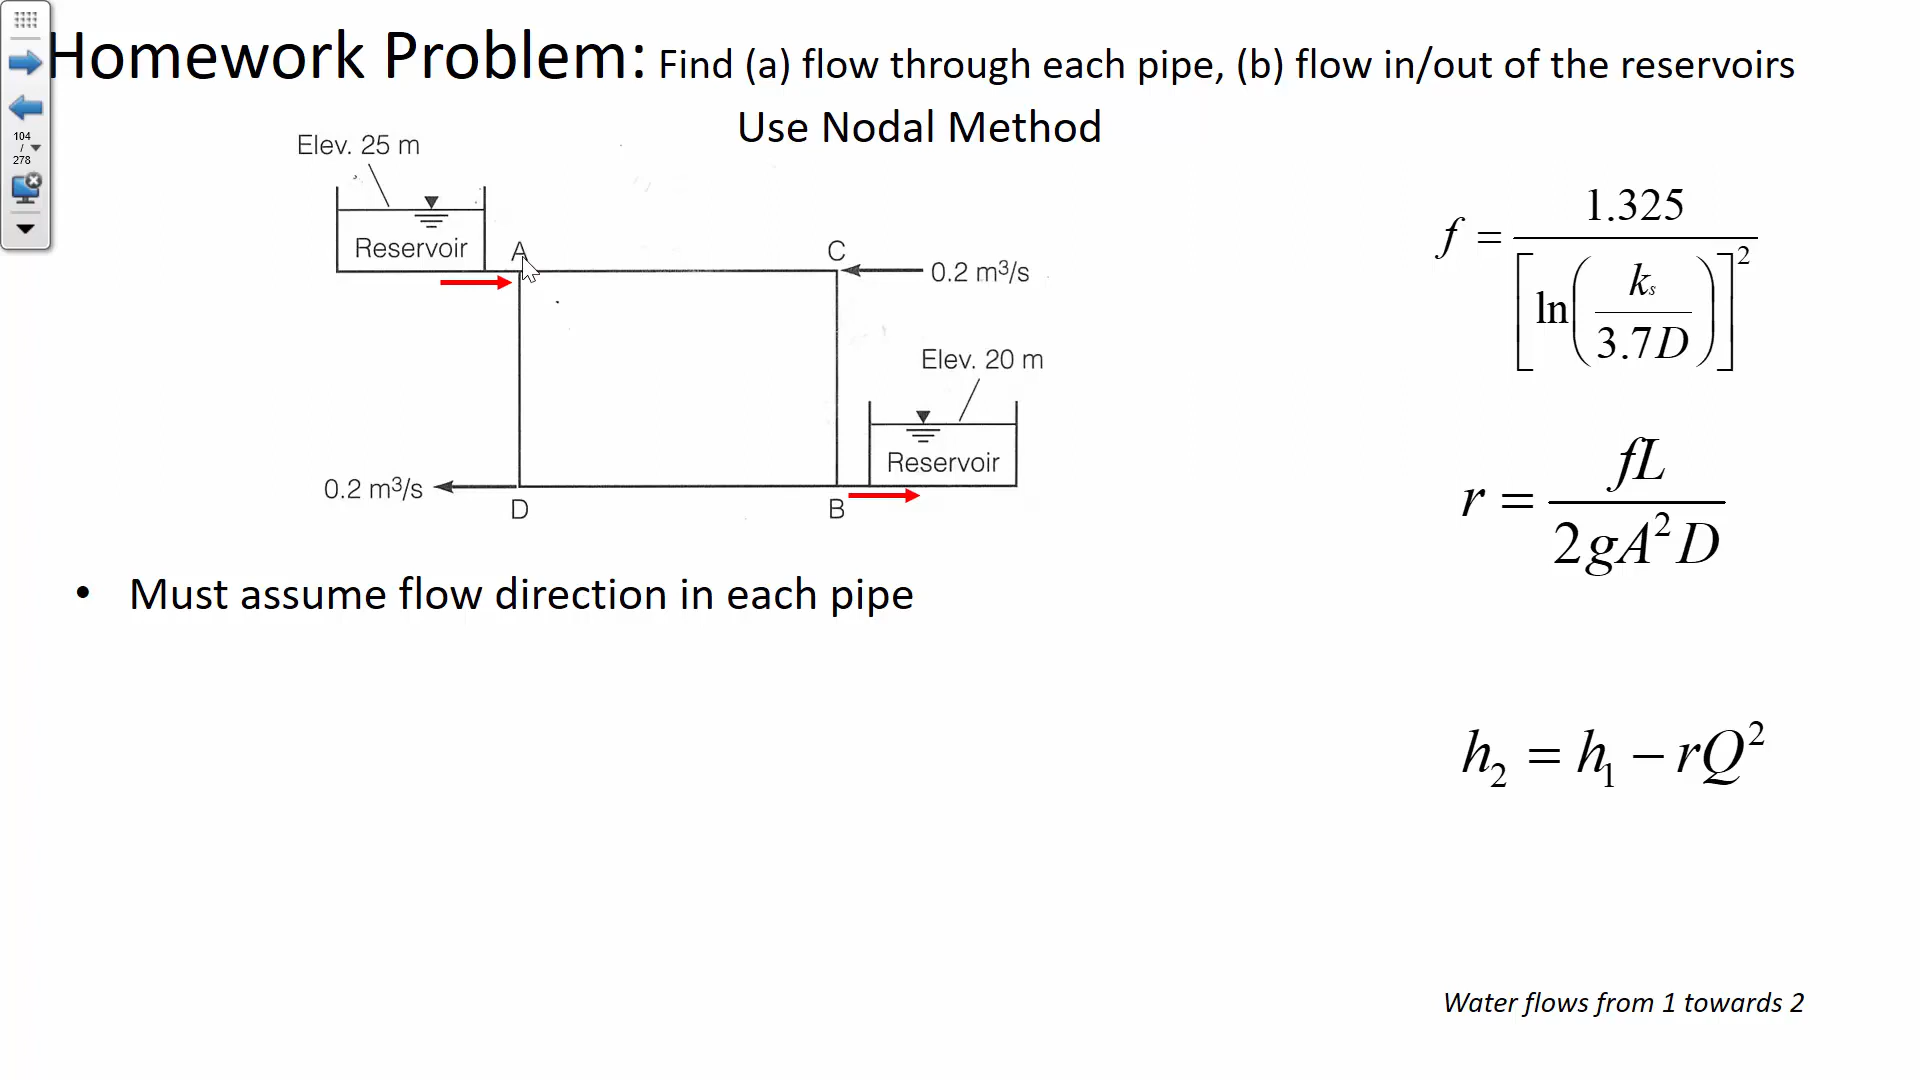 Homework Problem: Find (a) flow through each pipe, (b) flow in/out of the reservoirs
Use Nodal Method
104
/
278
Elev. 25 m
Reservoir
A
C
0.2 m³/s
Elev. 20 m
Reservoir
0.2 m³/s
D
B
• Must assume flow direction in each pipe
f = 1.325 / [ln(kₛ / 3.7D)]²
r = fL / 2gA²D
h₂ = h₁ − rQ²
Water flows from 1 towards 2